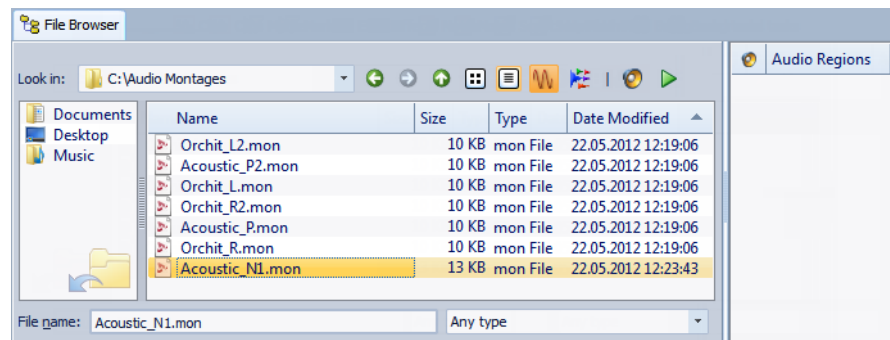 File Browser
Look in: C:\Audio Montages
Audio Regions
Documents
Desktop
Music
Name Size Type Date Modified
Orchit_L2.mon 10 KB mon File 22.05.2012 12:19:06
Acoustic_P2.mon 10 KB mon File 22.05.2012 12:19:06
Orchit_L.mon 10 KB mon File 22.05.2012 12:19:06
Orchit_R2.mon 10 KB mon File 22.05.2012 12:19:06
Acoustic_P.mon 10 KB mon File 22.05.2012 12:19:06
Orchit_R.mon 10 KB mon File 22.05.2012 12:19:06
Acoustic_N1.mon 13 KB mon File 22.05.2012 12:23:43
File name: Acoustic_N1.mon Any type